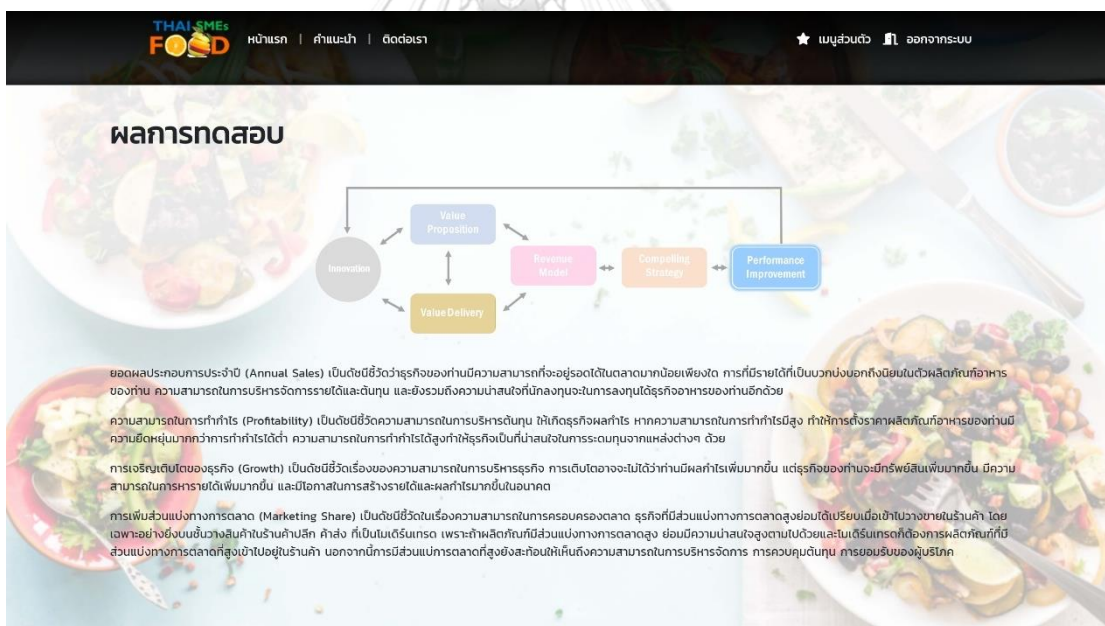 THAI SMEs
FOOD
หน้าแรก | คำแนะนำ | ติดต่อเรา
เมนูส่วนตัว ออกจากระบบ
ผลการทดสอบ
Value
Proposition
Innovation
Revenue
Model
Compelling
Strategy
Performance
Improvement
Value Delivery
ยอดผลประกอบการประจำปี (Annual Sales) เป็นดัชนีชี้วัดว่าธุรกิจของท่านมีความสามารถที่จะอยู่รอดได้ในตลาดมากน้อยเพียงใด การที่มีรายได้ที่เป็นบวกบ่งบอกถึงนิยมในตัวผลิตภัณฑ์อาหาร
ของท่าน ความสามารถในการบริหารจัดการรายได้และต้นทุน และยังรวมถึงความน่าสนใจที่นักลงทุนจะในการลงทุนได้ธุรกิจอาหารของท่านอีกด้วย
ความสามารถในการทำกำไร (Profitability) เป็นดัชนีชี้วัดความสามารถในการบริหารต้นทุน ให้เกิดธุรกิจผลกำไร หากความสามารถในการทำกำไรมีสูง ทำให้การตั้งราคาผลิตภัณฑ์อาหารของท่านมี
ความยืดหยุ่นมากกว่าการทำกำไรได้ต่ำ ความสามารถในการทำกำไรได้สูงทำให้ธุรกิจเป็นที่น่าสนใจในการระดมทุนจากแหล่งต่างๆ ด้วย
การเจริญเติบโตของธุรกิจ (Growth) เป็นดัชนีชี้วัดเรื่องของความสามารถในการบริหารธุรกิจ การเติบโตอาจจะไม่ได้ว่าท่านมีผลกำไรเพิ่มมากขึ้น แต่ธุรกิจของท่านจะมีทรัพย์สินเพิ่มมากขึ้น มีความ
สามารถในการหารายได้เพิ่มมากขึ้น และมีโอกาสในการสร้างรายได้และผลกำไรมากขึ้นในอนาคต
การเพิ่มส่วนแบ่งทางการตลาด (Marketing Share) เป็นดัชนีชี้วัดในเรื่องความสามารถในการครอบครองตลาด ธุรกิจที่มีส่วนแบ่งทางการตลาดสูงย่อมได้เปรียบเมื่อเข้าไปวางขายในร้านค้า โดย
เฉพาะอย่างยิ่งบนชั้นวางสินค้าในร้านค้าปลีก ค้าส่ง ที่เป็นโมเดิร์นเทรด เพราะถ้าผลิตภัณฑ์มีส่วนแบ่งทางการตลาดสูง ย่อมมีความน่าสนใจสูงตามไปด้วยและโมเดิร์นเทรดก็ต้องการผลิตภัณฑ์ที่มี
ส่วนแบ่งทางการตลาดที่สูงเข้าไปอยู่ในร้านค้า นอกจากนี้การมีส่วนแบ่การตลาดที่สูงยังสะท้อนให้เห็นถึงความสามารถในการบริหารจัดการ การควบคุมต้นทุน การยอมรับของผู้บริโภค